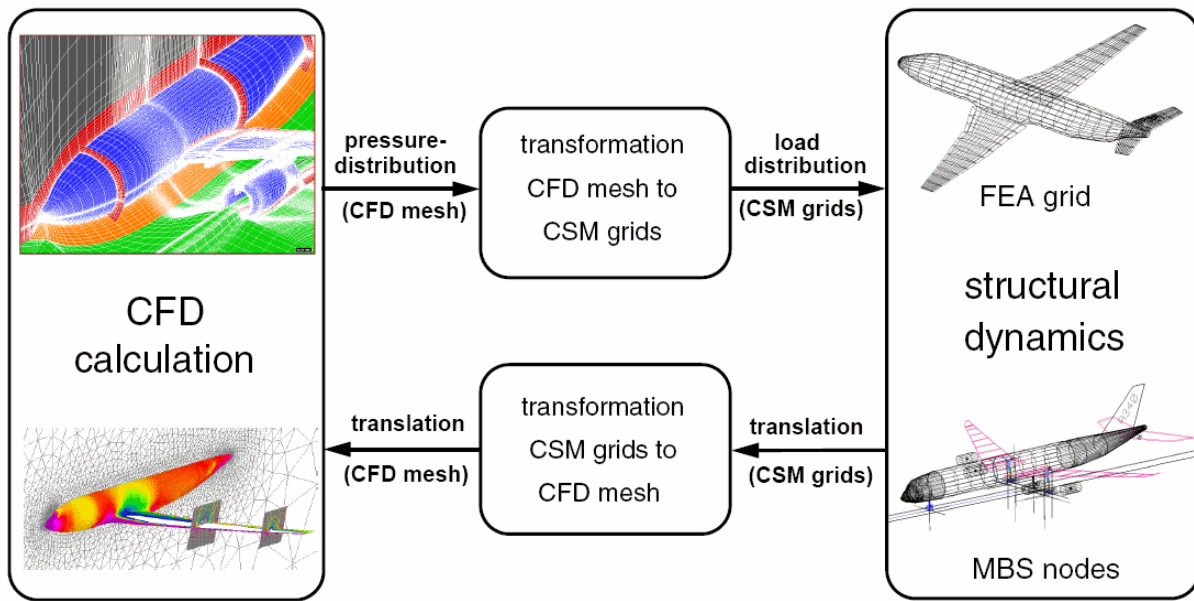 CFD
calculation
pressure-
distribution
(CFD mesh)
transformation
CFD mesh to
CSM grids
load
distribution
(CSM grids)
FEA grid
structural
dynamics
A340
MBS nodes
translation
(CSM grids)
transformation
CSM grids to
CFD mesh
translation
(CFD mesh)